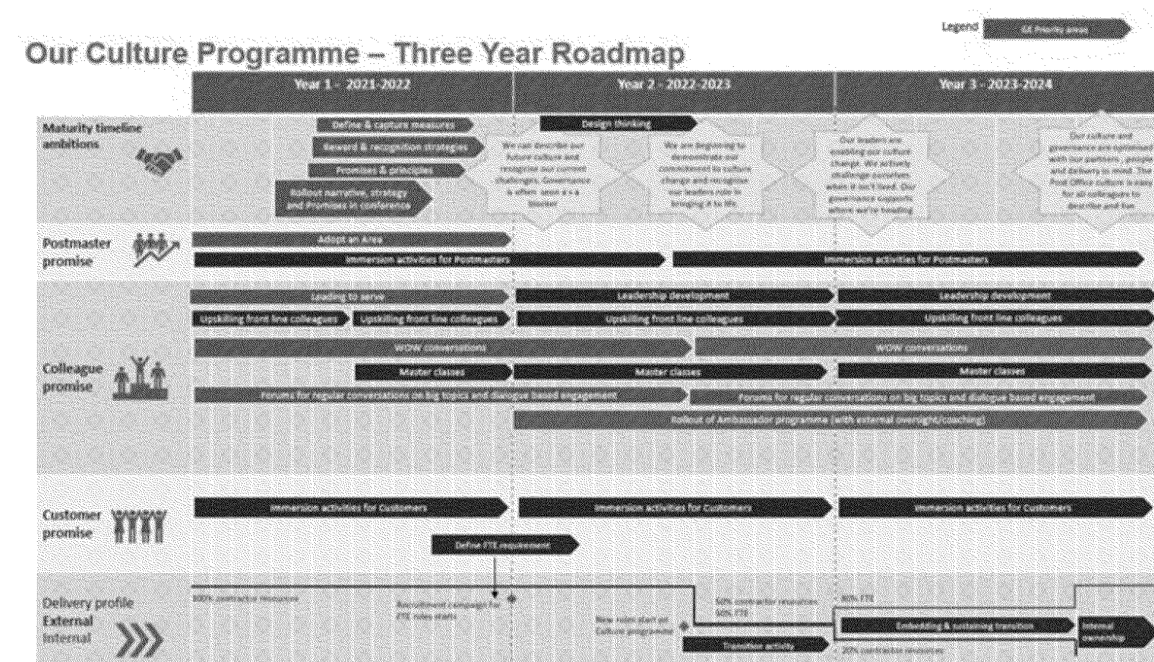 Legend
GE Priority areas
Our Culture Programme – Three Year Roadmap
Year 1 - 2021-2022
Year 2 - 2022-2023
Year 3 - 2023-2024
Maturity timeline
ambitions
Define & capture measures
Reward & recognition strategies
Promises & principles
Rollout narrative, strategy
and Promises in conference
Design thinking
We can describe our
future culture and
recognise our current
challenges, Governance
is often seen a s a
blocker
We are beginning to
demonstrate our
commitment to culture
change and recognise
our leaders role in
bringing it to life
Our leaders are
enabling our culture
change. We actively
challenge ourselves
when it isn't lived. Our
governance supports
where we're heading
Our culture and
governance are optimised
with our partners , people
and delivery in mind. The
Post Office culture is easy
for all colleagues to
describe and live
Postmaster
promise
Adopt an Area
Immersion activities for Postmasters
Immersion activities for Postmasters
Colleague
promise
Leading to serve
Leadership development
Leadership development
Upskilling front line colleagues
Upskilling front line colleagues
Upskilling front line colleagues
Upskilling front line colleagues
WOW conversations
WOW conversations
Master classes
Master classes
Master classes
Forums for regular conversations on big topics and dialogue based engagement
Forums for regular conversations on big topics and dialogue based engagement
Rollout of Ambassador programme (with external oversight/coaching)
Customer
promise
Immersion activities for Customers
Immersion activities for Customers
Immersion activities for Customers
Define FTE requirement
Delivery profile
External
Internal
100% contractor resources
Recruitment campaign for
FTE roles starts
New roles start on
Culture programme
50% contractor resources
50% FTE
Transition activity
80% FTE
Embedding & sustaining transition
20% contractor resources
Internal
ownership